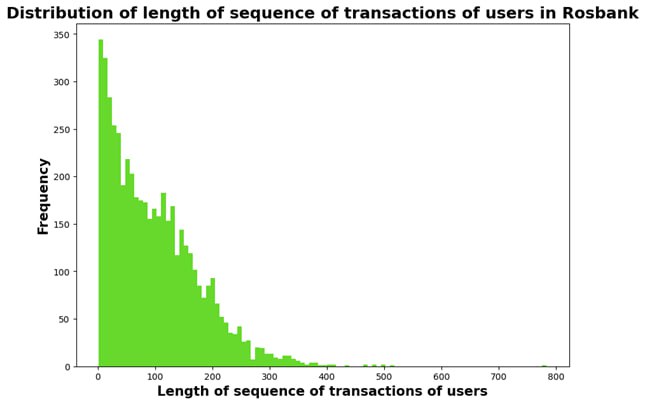 Distribution of length of sequence of transactions of users in Rosbank
350
300
250
200
150
100
50
0
Frequency
0 100 200 300 400 500 600 700 800
Length of sequence of transactions of users